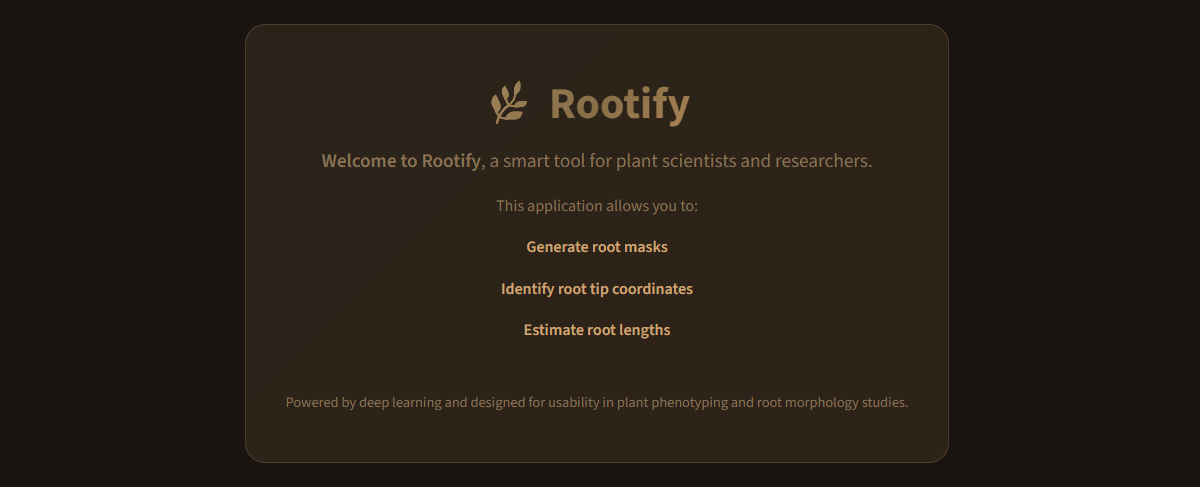 Rootify
Welcome to Rootify, a smart tool for plant scientists and researchers.
This application allows you to:
Generate root masks
Identify root tip coordinates
Estimate root lengths
Powered by deep learning and designed for usability in plant phenotyping and root morphology studies.